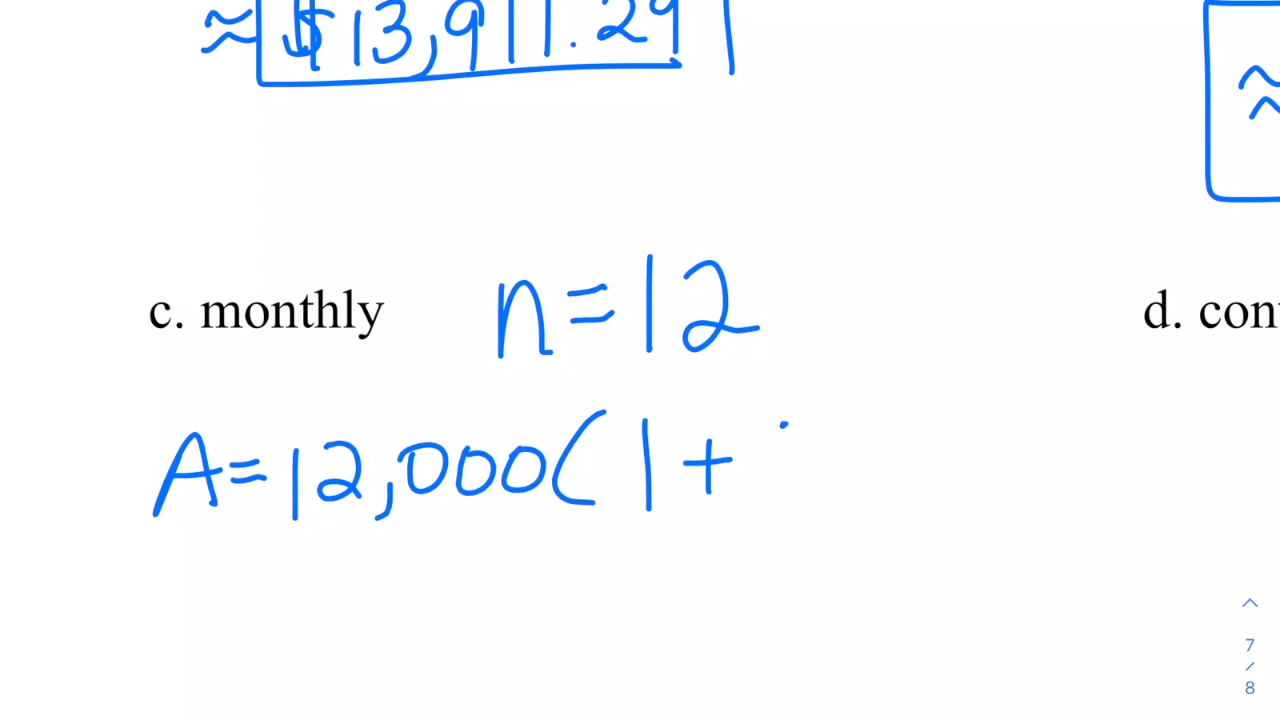 ≈ $13,911.29
≈
c. monthly n=12
d. con
A=12,000( 1 + .
7
/
8